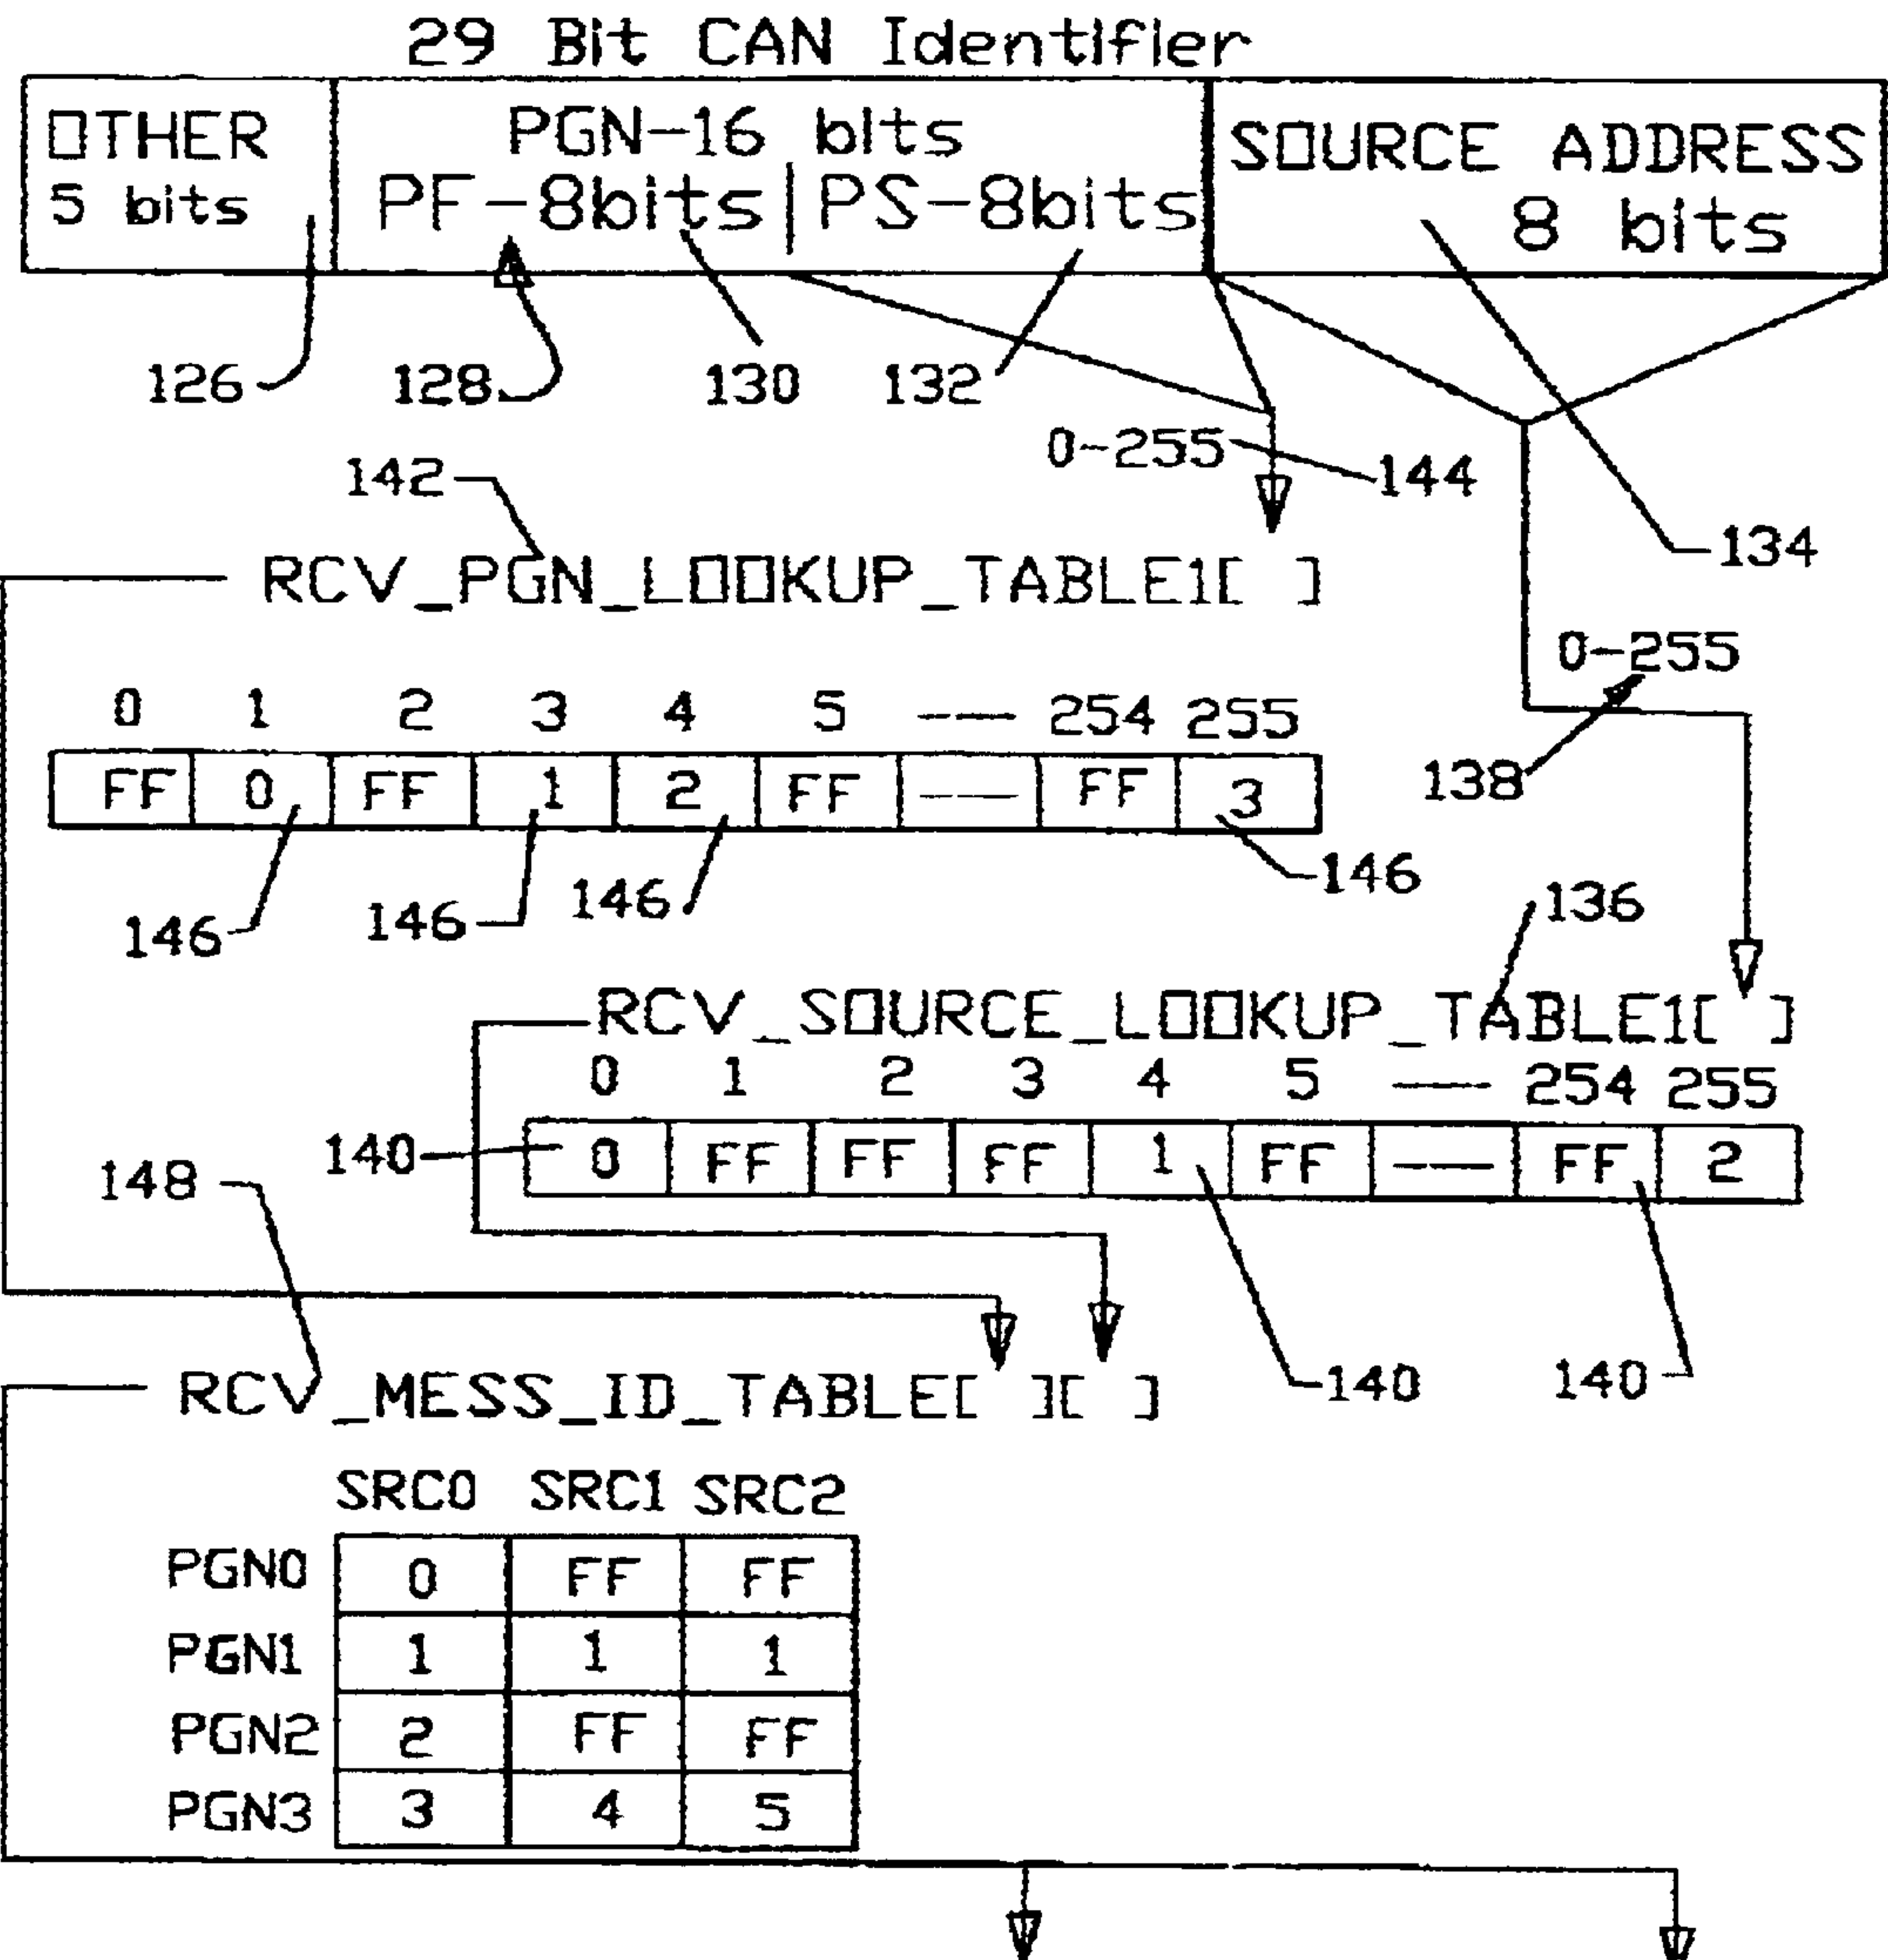 29 Bit CAN Identifier
OTHER PGN-16 bits SOURCE ADDRESS
5 bits PF-8bits|PS-8bits 8 bits
126 128 130 132
0-255 144
142 134
RCV_PGN_LOOKUP_TABLE1[ ]
0-255
0 1 2 3 4 5 --- 254 255
138
FF 0 FF 1 2 FF --- FF 3
146 146 146 146
136
RCV_SOURCE_LOOKUP_TABLE1[ ]
0 1 2 3 4 5 --- 254 255
140 0 FF FF FF 1 FF --- FF 2
148
140 140
RCV_MESS_ID_TABLE[ ][ ]
SRC0 SRC1 SRC2
PGN0 0 FF FF
PGN1 1 1 1
PGN2 2 FF FF
PGN3 3 4 5